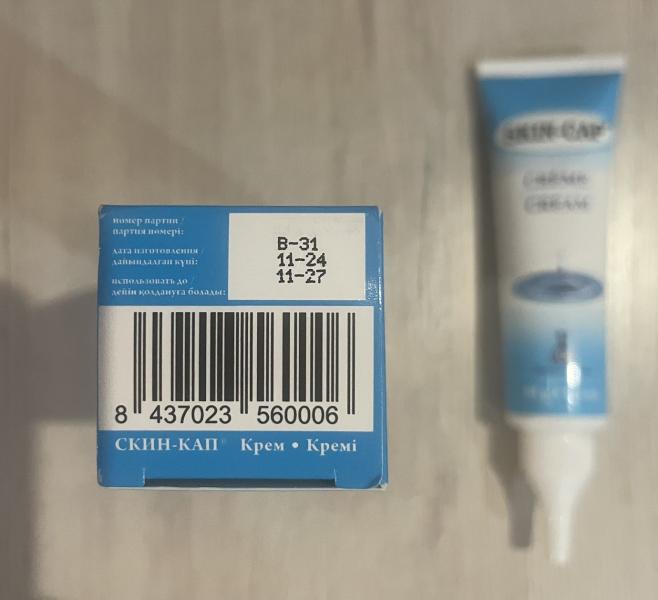 номер партии /
партия нөмері:
дата изготовления /
дайындалған күні:
использовать до /
дейін қолдануға болады:
B-31
11-24
11-27
8 437023 560006
СКИН-КАП® Крем • Кремі
SKIN-CAP
CRÈME
CREAM